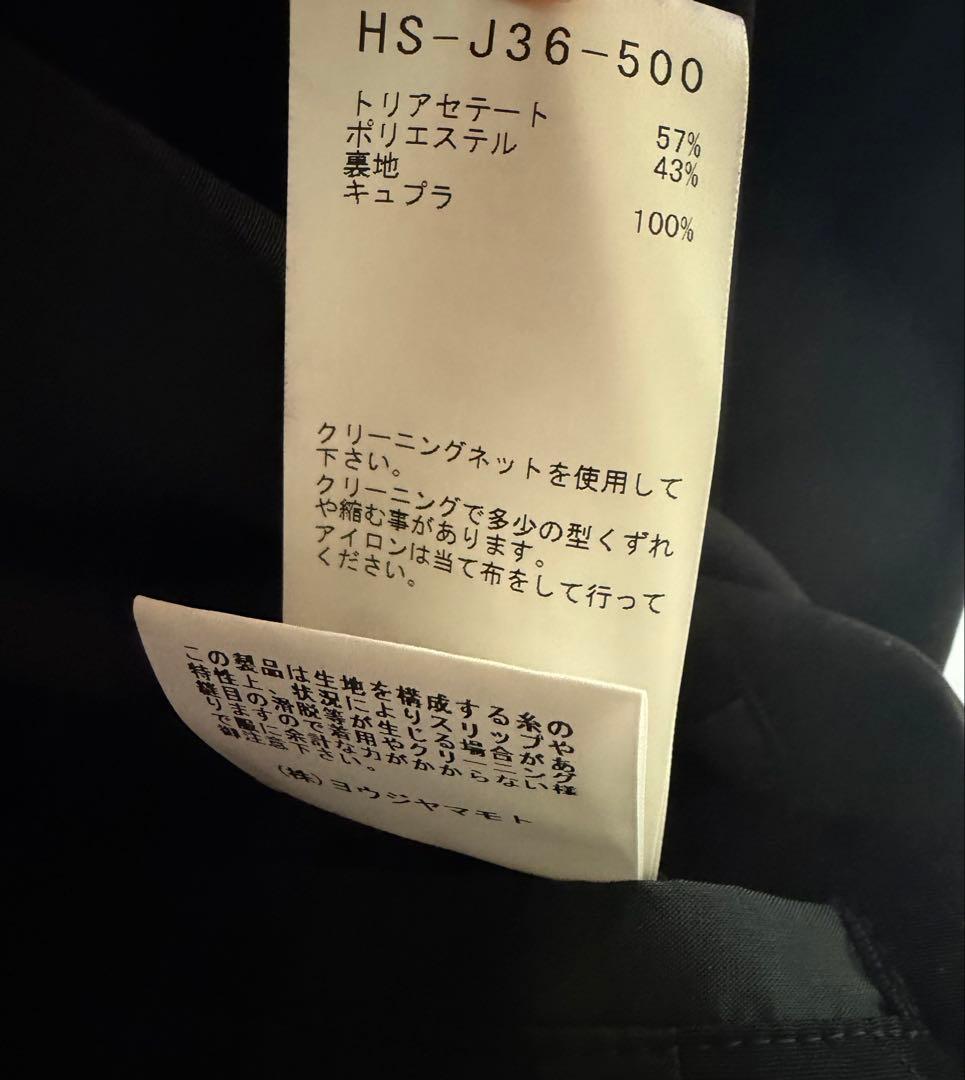 HS-J36-500
トリアセテート 57%
ポリエステル 43%
裏地
キュプラ 100%
クリーニングネットを使用して
下さい。
クリーニングで多少の型くずれ
や縮む事があります。
アイロンは当て布をして行って
ください。
この製品は生地を構成する糸の
特性上、状況によりスリップや
縫目の滑脱等が生じる場合があ
りますので着用やクリーニング
で脇に余計な力がかからない様
御注意下さい。
(株)ヨウジヤマモト